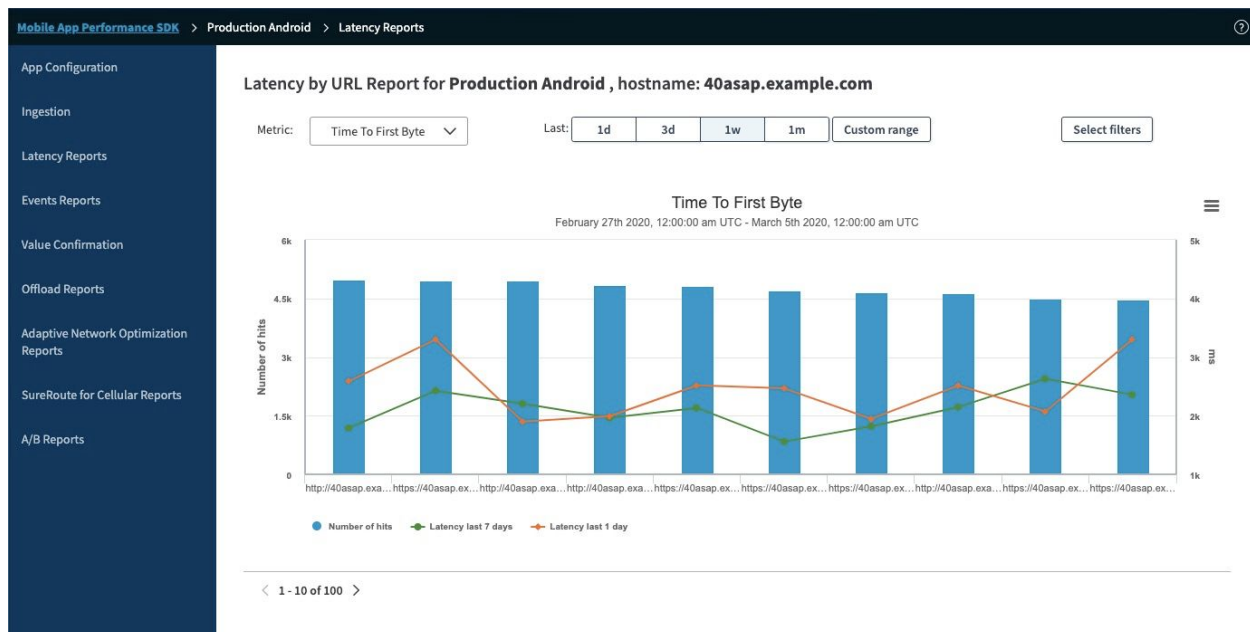 Mobile App Performance SDK > Production Android > Latency Reports
?
App Configuration
Ingestion
Latency Reports
Events Reports
Value Confirmation
Offload Reports
Adaptive Network Optimization
Reports
SureRoute for Cellular Reports
A/B Reports
Latency by URL Report for Production Android , hostname: 40asap.example.com
Metric: Time To First Byte Last: 1d 3d 1w 1m Custom range Select filters
Time To First Byte
February 27th 2020, 12:00:00 am UTC - March 5th 2020, 12:00:00 am UTC
Number of hits
6k
4.5k
3k
1.5k
0
5k
4k
3k
2k
1k
ms
http://40asap.exa... https://40asap.ex... http://40asap.exa... http://40asap.exa... https://40asap.ex... https://40asap.ex... https://40asap.ex... http://40asap.exa... https://40asap.ex... https://40asap.ex...
Number of hits Latency last 7 days Latency last 1 day
< 1 - 10 of 100 >